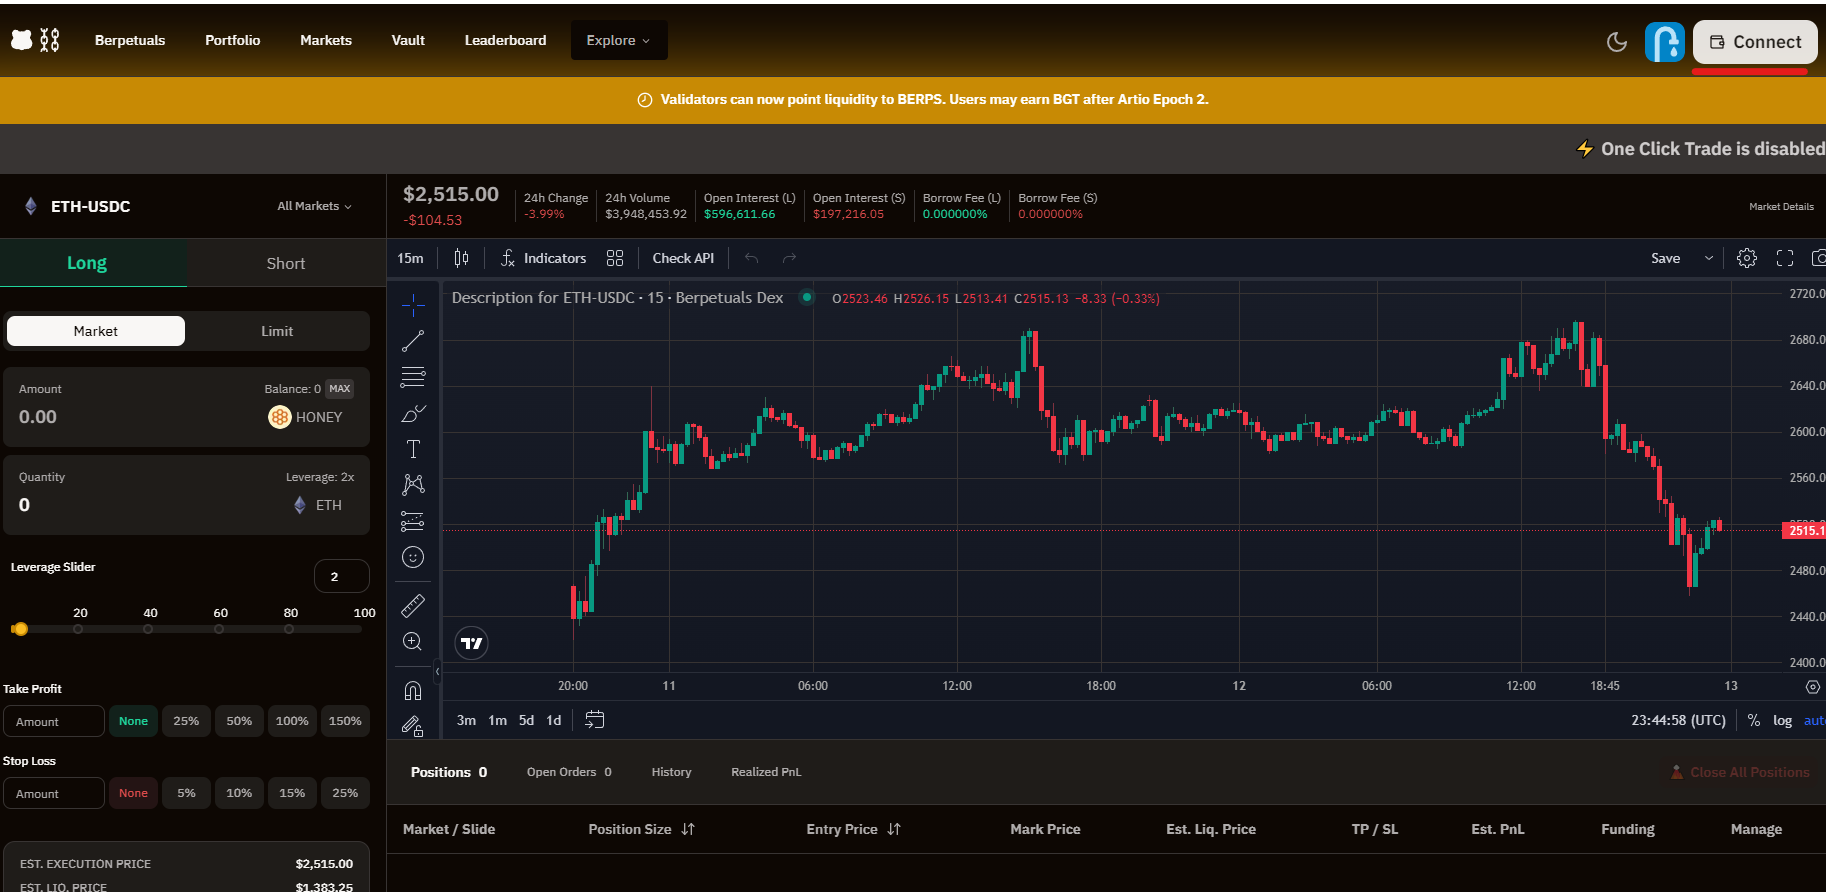 Berpetuals Portfolio Markets Vault Leaderboard Explore Connect
Validators can now point liquidity to BERPS. Users may earn BGT after Artio Epoch 2.
One Click Trade is disabled
ETH-USDC All Markets
$2,515.00 -$104.53
24h Change -3.99%
24h Volume $3,948,453.92
Open Interest (L) $596,611.66
Open Interest (S) $197,216.05
Borrow Fee (L) 0.000000%
Borrow Fee (S) 0.000000%
Market Details
Long Short
Market Limit
Amount Balance: 0 MAX
0.00 HONEY
Quantity Leverage: 2x
0 ETH
Leverage Slider 2
20 40 60 80 100
Take Profit
Amount None 25% 50% 100% 150%
Stop Loss
Amount None 5% 10% 15% 25%
EST. EXECUTION PRICE $2,515.00
EST. LIQ. PRICE $1,383.25
15m Indicators Check API Save
Description for ETH-USDC · 15 · Berpetuals Dex O2523.46 H2526.15 L2513.41 C2515.13 −8.33 (−0.33%)
2720.0
2680.0
2640.0
2600.0
2560.0
2515.1
2480.0
2440.0
2400.0
20:00 11 06:00 12:00 18:00 12 06:00 12:00 18:45 13
3m 1m 5d 1d 23:44:58 (UTC) % log auto
Positions 0 Open Orders 0 History Realized PnL Close All Positions
Market / Slide Position Size Entry Price Mark Price Est. Liq. Price TP / SL Est. PnL Funding Manage